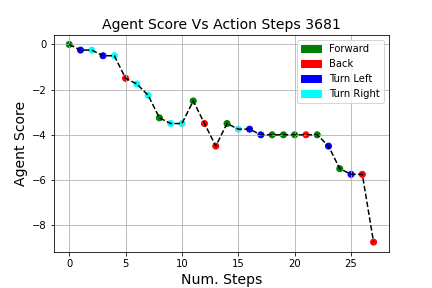 Agent Score Vs Action Steps 3681
Forward
Back
Turn Left
Turn Right
Agent Score
0
−2
−4
−6
−8
0 5 10 15 20 25
Num. Steps